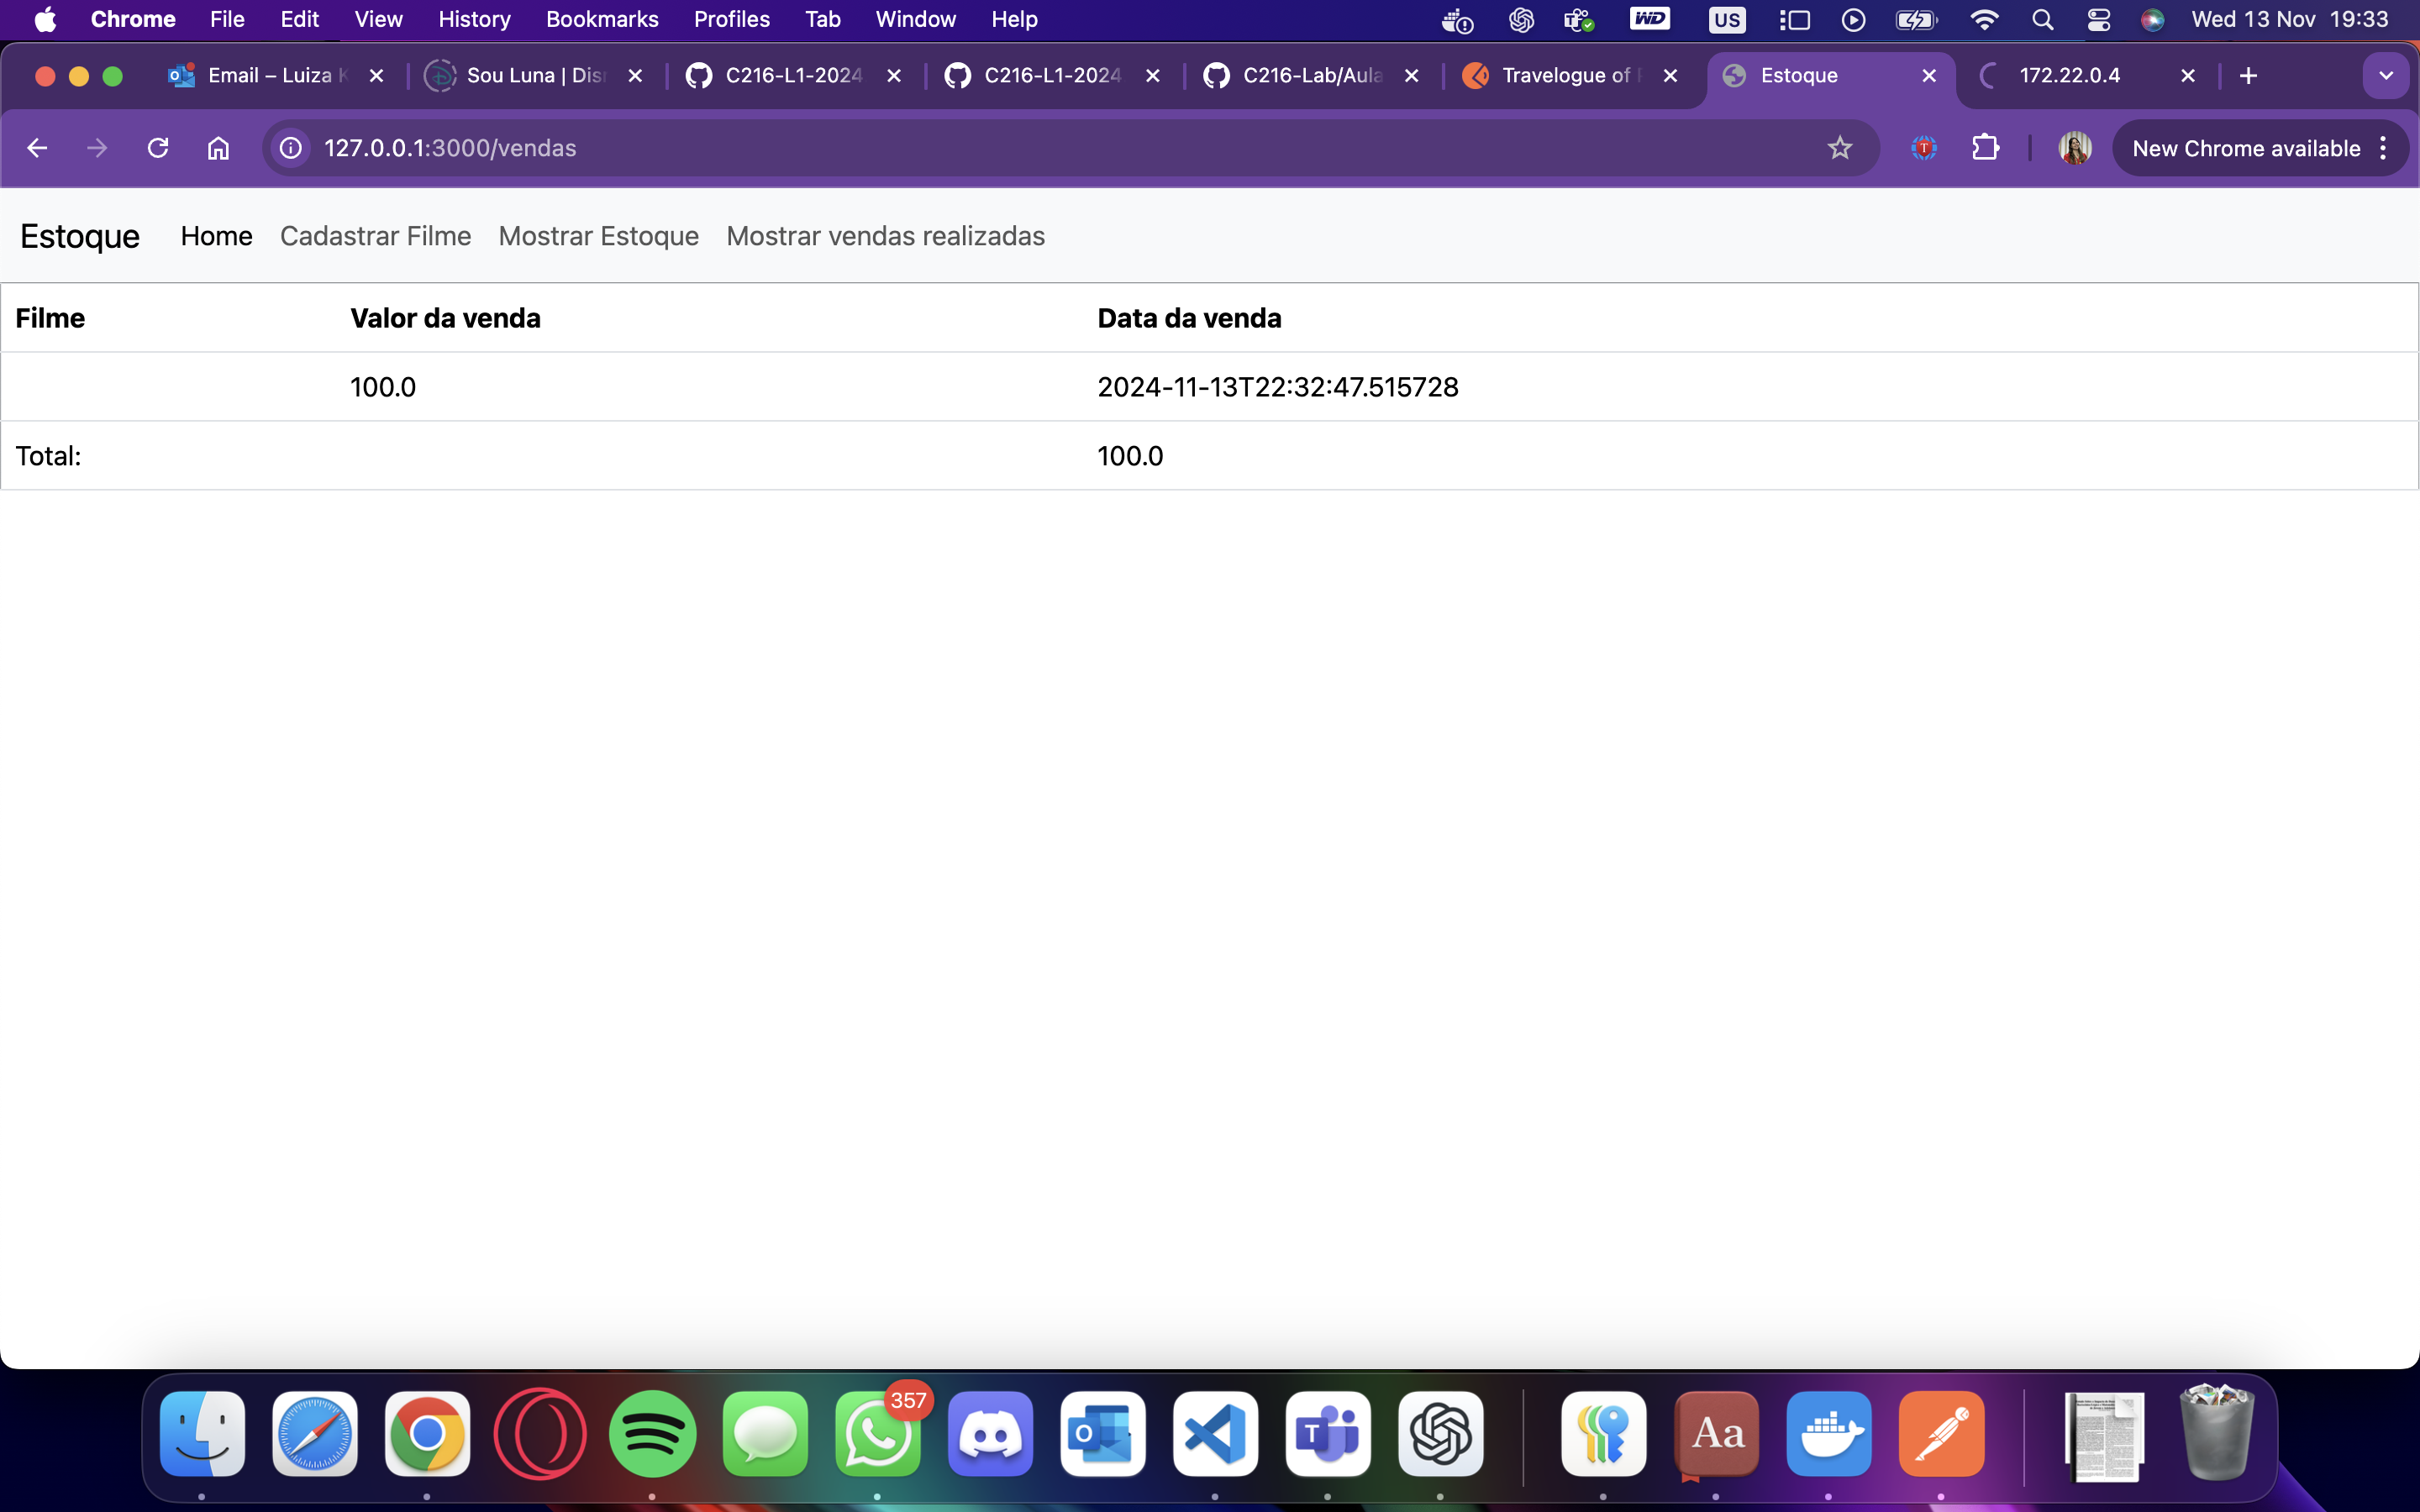 Chrome File Edit View History Bookmarks Profiles Tab Window Help WD US Wed 13 Nov 19:33
Email – Luiza K Sou Luna | Disn C216-L1-2024 C216-L1-2024 C216-Lab/Aula Travelogue of Estoque 172.22.0.4
127.0.0.1:3000/vendas New Chrome available
Estoque Home Cadastrar Filme Mostrar Estoque Mostrar vendas realizadas
Filme Valor da venda Data da venda
100.0 2024-11-13T22:32:47.515728
Total: 100.0
357
Aa